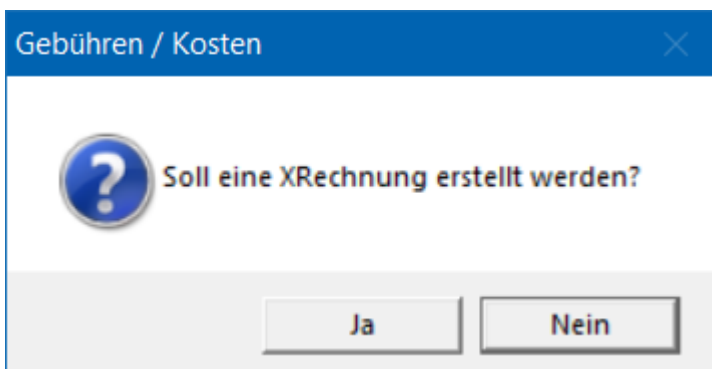 Gebühren / Kosten
Soll eine XRechnung erstellt werden?
Ja
Nein